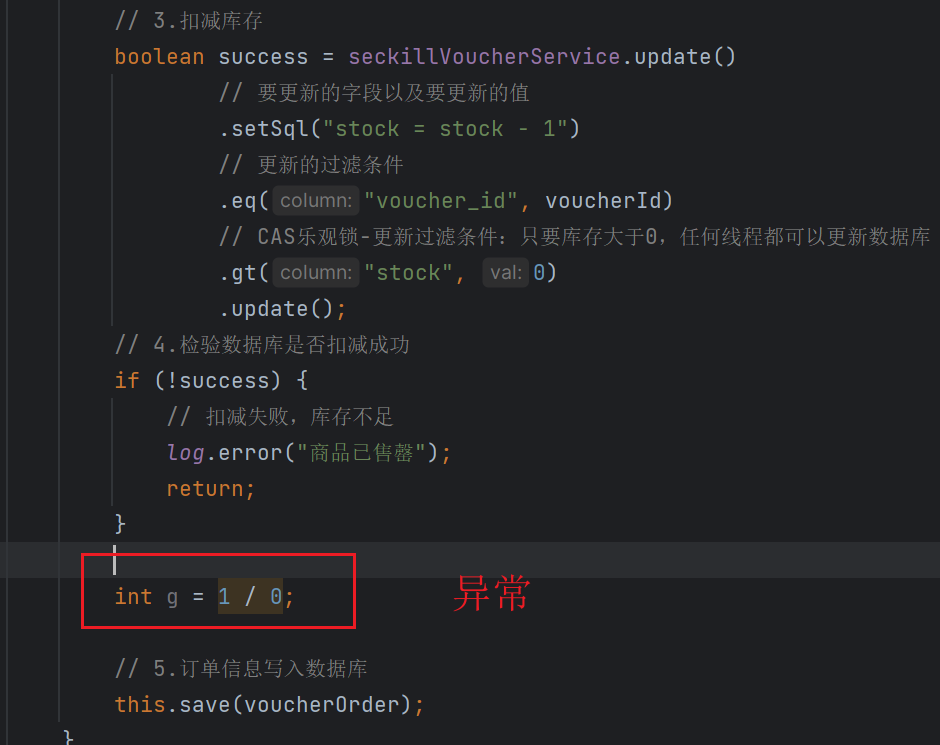 // 3.扣减库存
boolean success = seckillVoucherService.update()
// 要更新的字段以及要更新的值
.setSql("stock = stock - 1")
// 更新的过滤条件
.eq( column: "voucher_id", voucherId)
// CAS乐观锁-更新过滤条件：只要库存大于0，任何线程都可以更新数据库
.gt( column: "stock", val: 0)
.update();
// 4.检验数据库是否扣减成功
if (!success) {
// 扣减失败，库存不足
log.error("商品已售罄");
return;
}
int g = 1 / 0; 异常
// 5.订单信息写入数据库
this.save(voucherOrder);
}